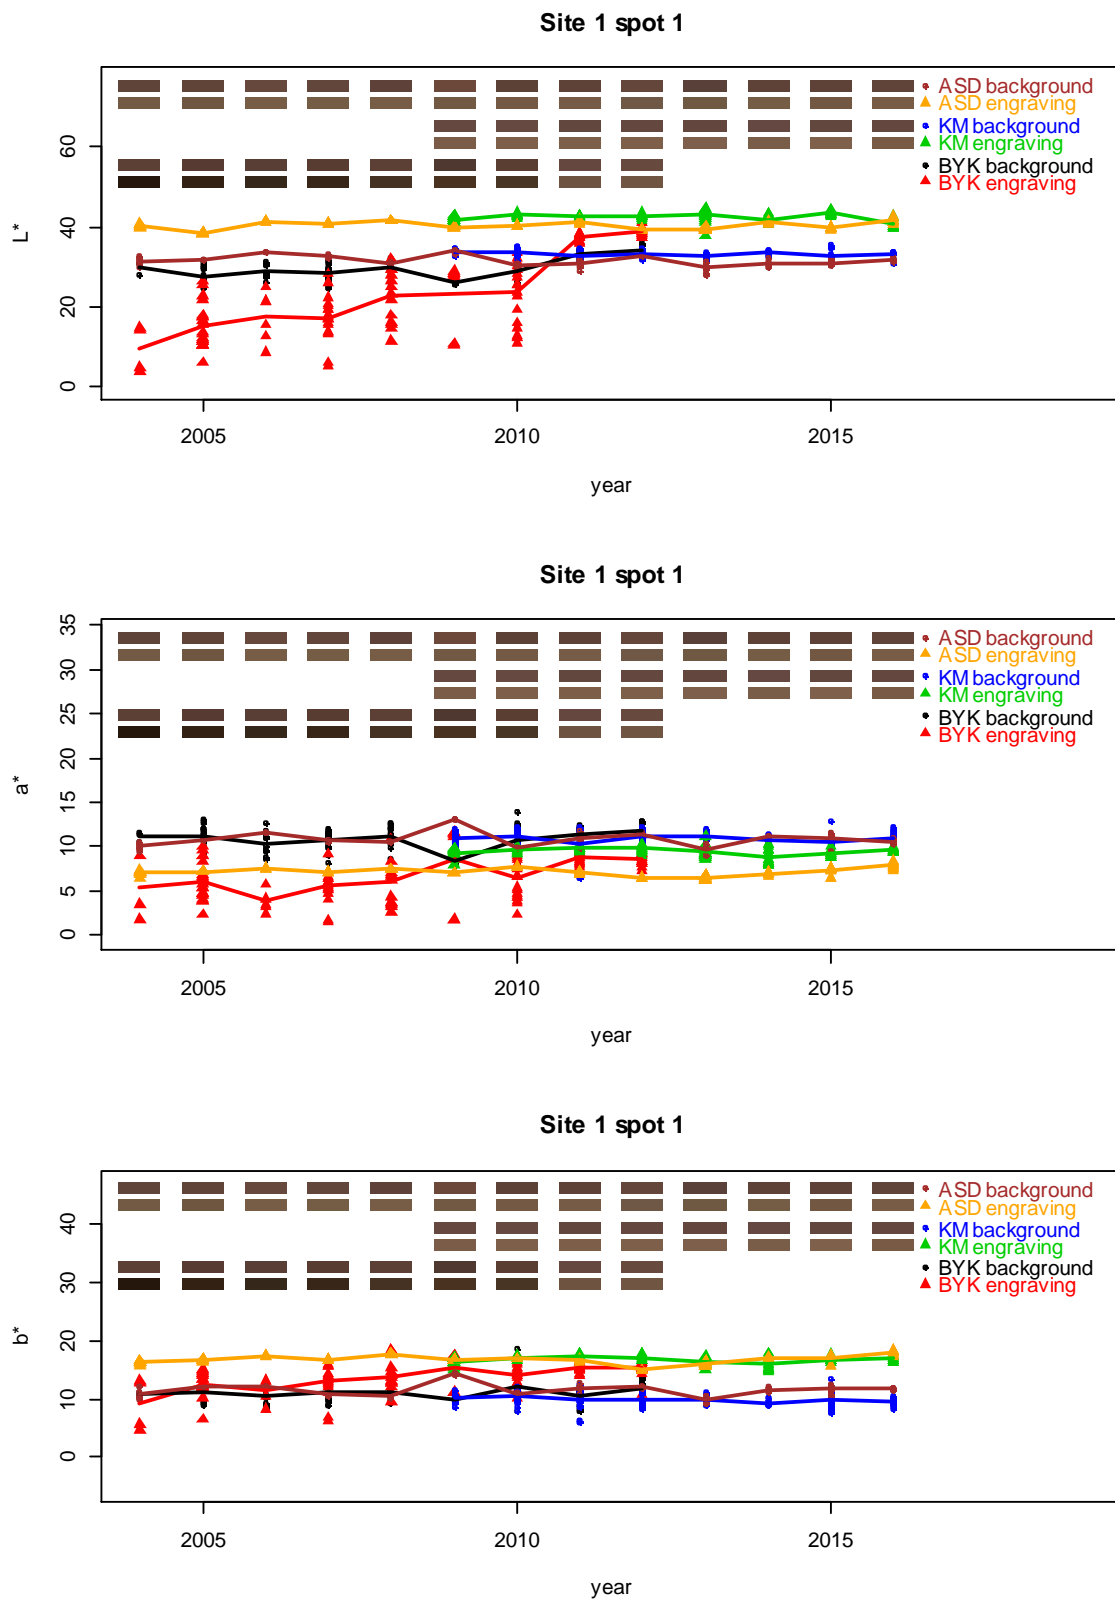 Site 1 spot 1
ASD background
ASD engraving
KM background
KM engraving
BYK background
BYK engraving
L*
60
40
20
0
2005
2010
2015
year
Site 1 spot 1
ASD background
ASD engraving
KM background
KM engraving
BYK background
BYK engraving
a*
35
30
25
20
15
10
5
0
2005
2010
2015
year
Site 1 spot 1
ASD background
ASD engraving
KM background
KM engraving
BYK background
BYK engraving
b*
40
30
20
10
0
2005
2010
2015
year